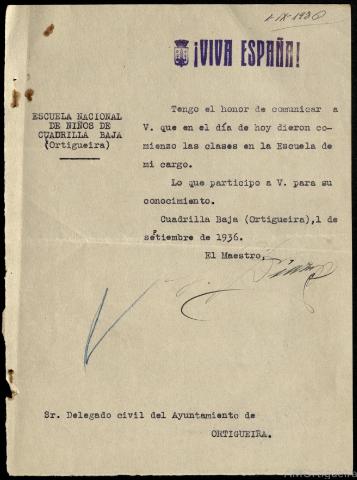 1-IX-1936
¡VIVA ESPAÑA!
ESCUELA NACIONAL
DE NIÑOS DE
CUADRILLA BAJA
(Ortigueira)
Tengo el honor de comunicar a
V. que en el día de hoy dieron co-
mienzo las clases en la Escuela de
mi cargo.
Lo que participo a V. para su
conocimiento.
Cuadrilla Baja (Ortigueira), 1 de
setiembre de 1936.
El Maestro,
Sr. Delegado civil del Ayuntamiento de
ORTIGUEIRA.
AMOrtigueira